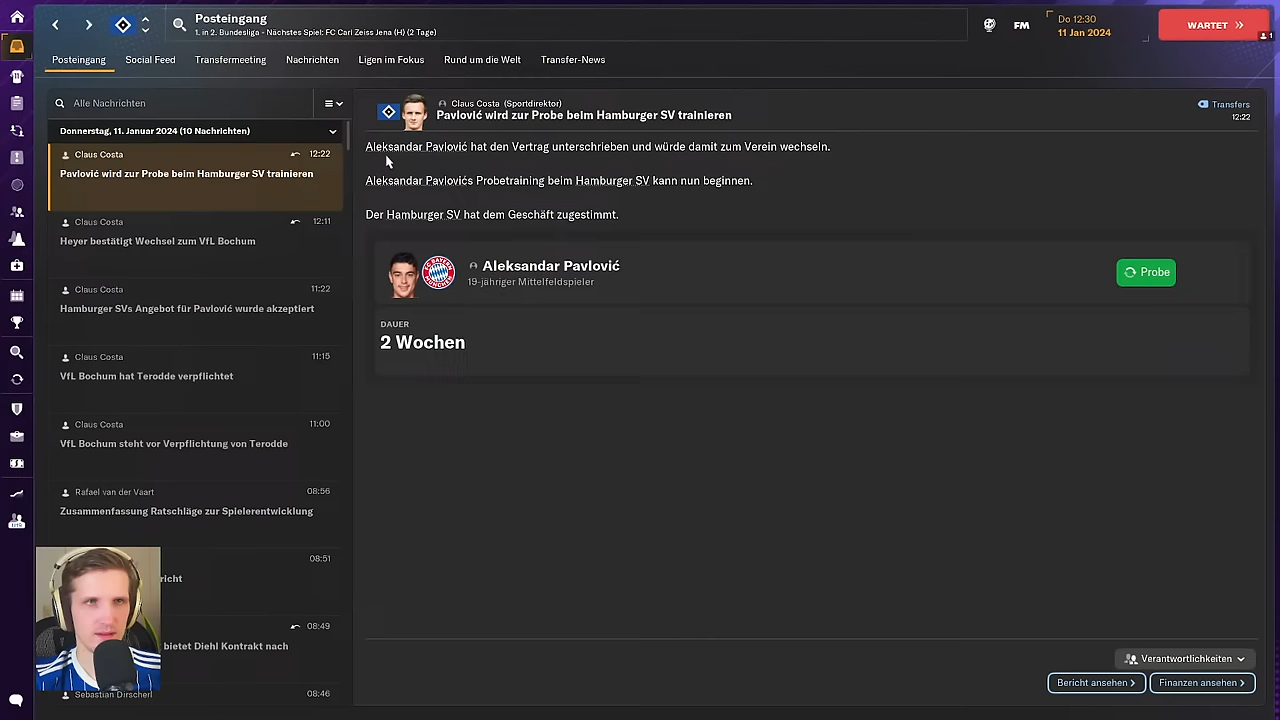 Posteingang
1. in 2. Bundesliga - Nächstes Spiel: FC Carl Zeiss Jena (H) (2 Tage)
FM
Do 12:30
11 Jan 2024
WARTET
1
Posteingang
Social Feed
Transfermeeting
Nachrichten
Ligen im Fokus
Rund um die Welt
Transfer-News
Alle Nachrichten
Donnerstag, 11. Januar 2024 (10 Nachrichten)
Claus Costa 12:22
Pavlović wird zur Probe beim Hamburger SV trainieren
Claus Costa 12:11
Heyer bestätigt Wechsel zum VfL Bochum
Claus Costa 11:22
Hamburger SVs Angebot für Pavlović wurde akzeptiert
Claus Costa 11:15
VfL Bochum hat Terodde verpflichtet
Claus Costa 11:00
VfL Bochum steht vor Verpflichtung von Terodde
Rafael van der Vaart 08:56
Zusammenfassung Ratschläge zur Spielerentwicklung
08:51
richt
08:49
bietet Diehl Kontrakt nach
Sebastian Dirscherl 08:46
Claus Costa (Sportdirektor)
Pavlović wird zur Probe beim Hamburger SV trainieren
Transfers
12:22
Aleksandar Pavlović hat den Vertrag unterschrieben und würde damit zum Verein wechseln.
Aleksandar Pavlovićs Probetraining beim Hamburger SV kann nun beginnen.
Der Hamburger SV hat dem Geschäft zugestimmt.
Aleksandar Pavlović
19-jähriger Mittelfeldspieler
Probe
DAUER
2 Wochen
Verantwortlichkeiten
Bericht ansehen
Finanzen ansehen